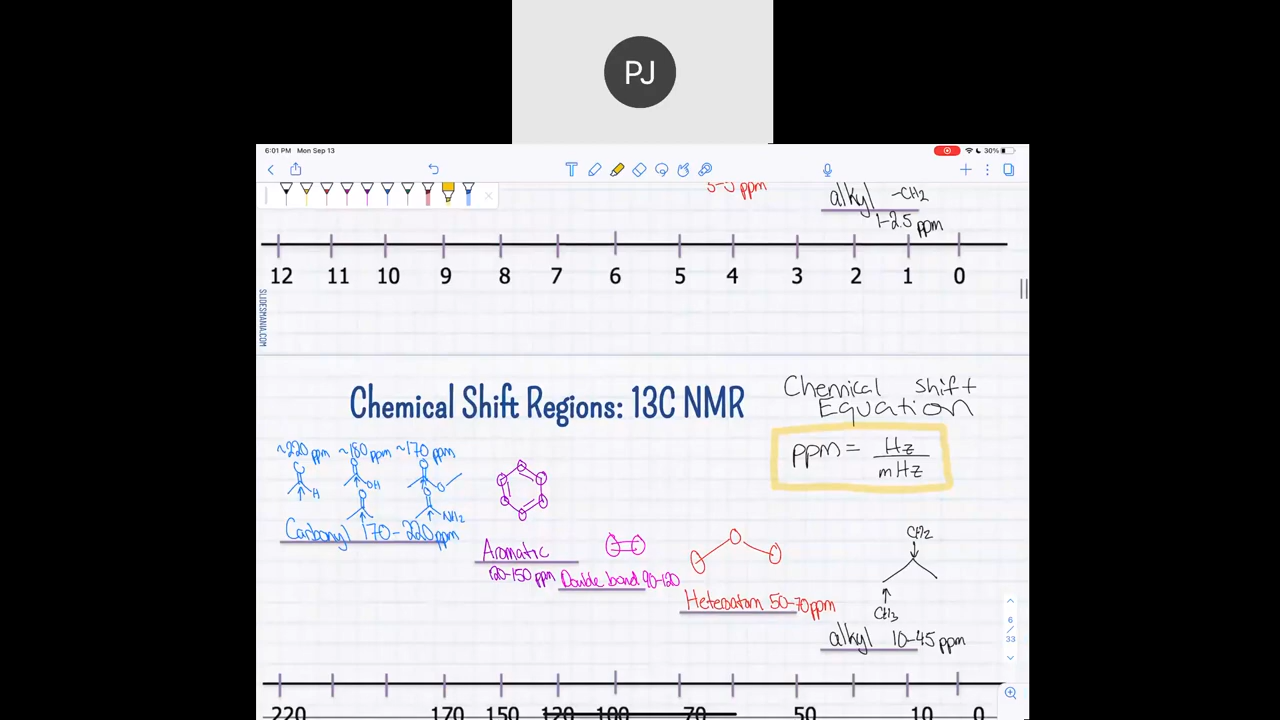 PJ
6:01 PM Mon Sep 13
30%
ppm
alkyl -CH2
1-2.5 ppm
12 11 10 9 8 7 6 5 4 3 2 1 0
SLIDESMANIA.COM
Chemical Shift Regions: 13C NMR
Chemical Shift
Equation
ppm = Hz
mHz
~220 ppm ~180 ppm ~170 ppm
O O O
H OH O
O O
NH2
Carbonyl 170-220 ppm
Aromatic
120-150 ppm
Double bond 90-120
Heteroatom 50-70ppm
CH2
CH3
alkyl 10-45 ppm
6
/
33
220 170 150 120 100 70 50 10 0